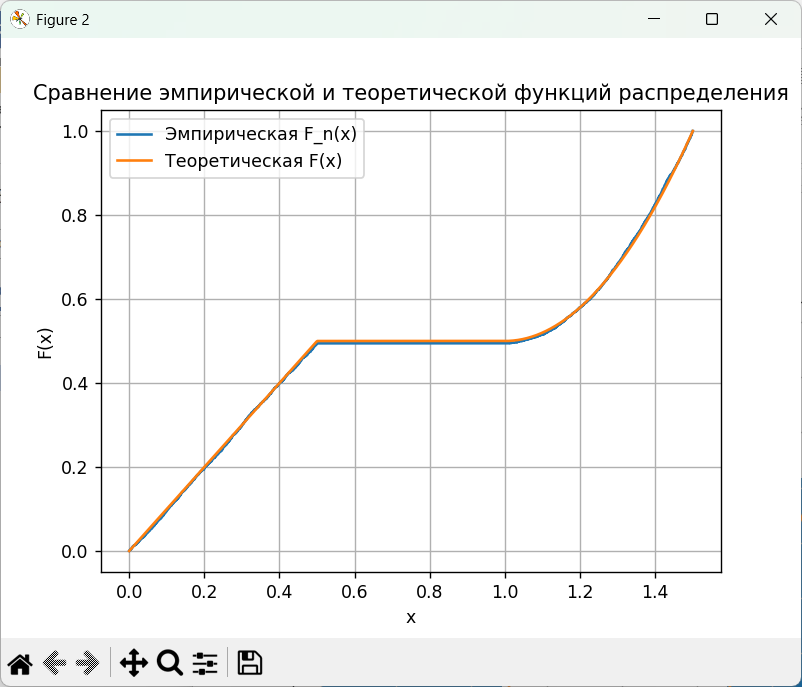 Figure 2
Сравнение эмпирической и теоретической функций распределения
Эмпирическая F_n(x)
Теоретическая F(x)
1.0
0.8
0.6
0.4
0.2
0.0
F(x)
0.0 0.2 0.4 0.6 0.8 1.0 1.2 1.4
x